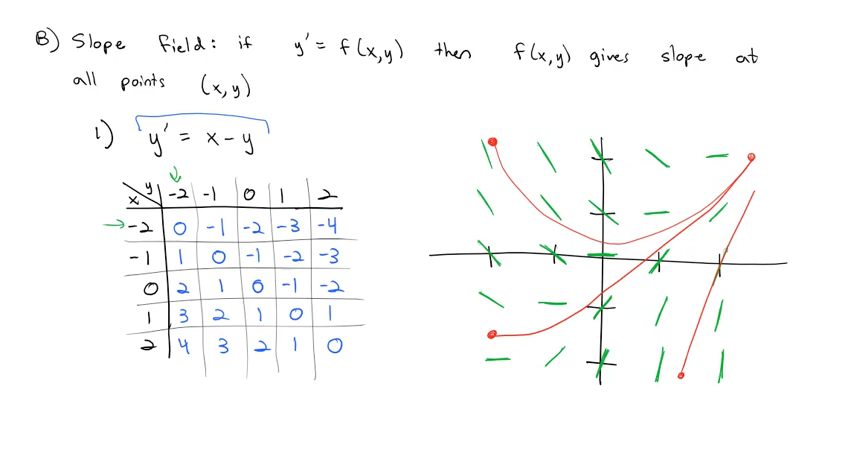 B) Slope Field: if y' = f(x,y) then f(x,y) gives slope at
all points (x,y)
1) y' = x - y
y x -2 -1 0 1 2
-2 0 -1 -2 -3 -4
-1 1 0 -1 -2 -3
0 2 1 0 -1 -2
1 3 2 1 0 1
2 4 3 2 1 0